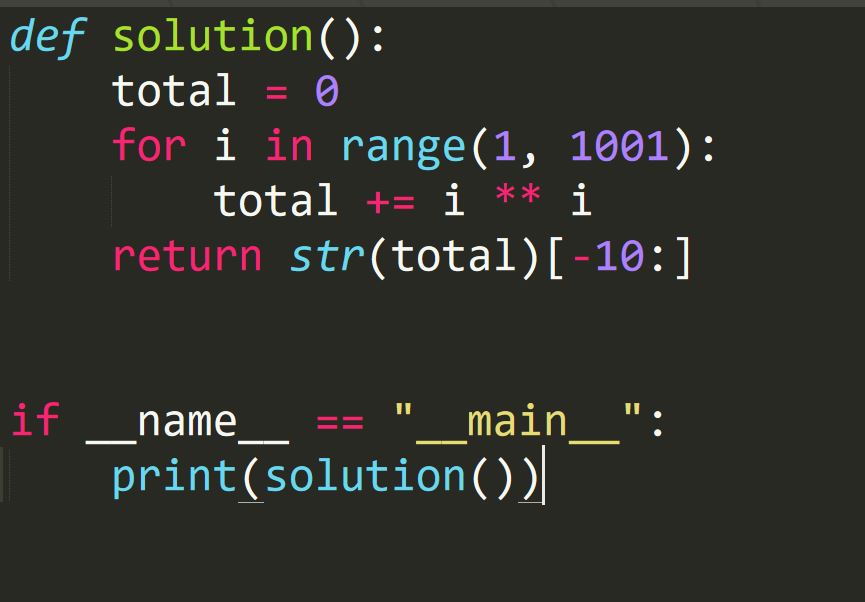 def solution():
    total = 0
    for i in range(1, 1001):
        total += i ** i
    return str(total)[-10:]
if __name__ == "__main__":
    print(solution())